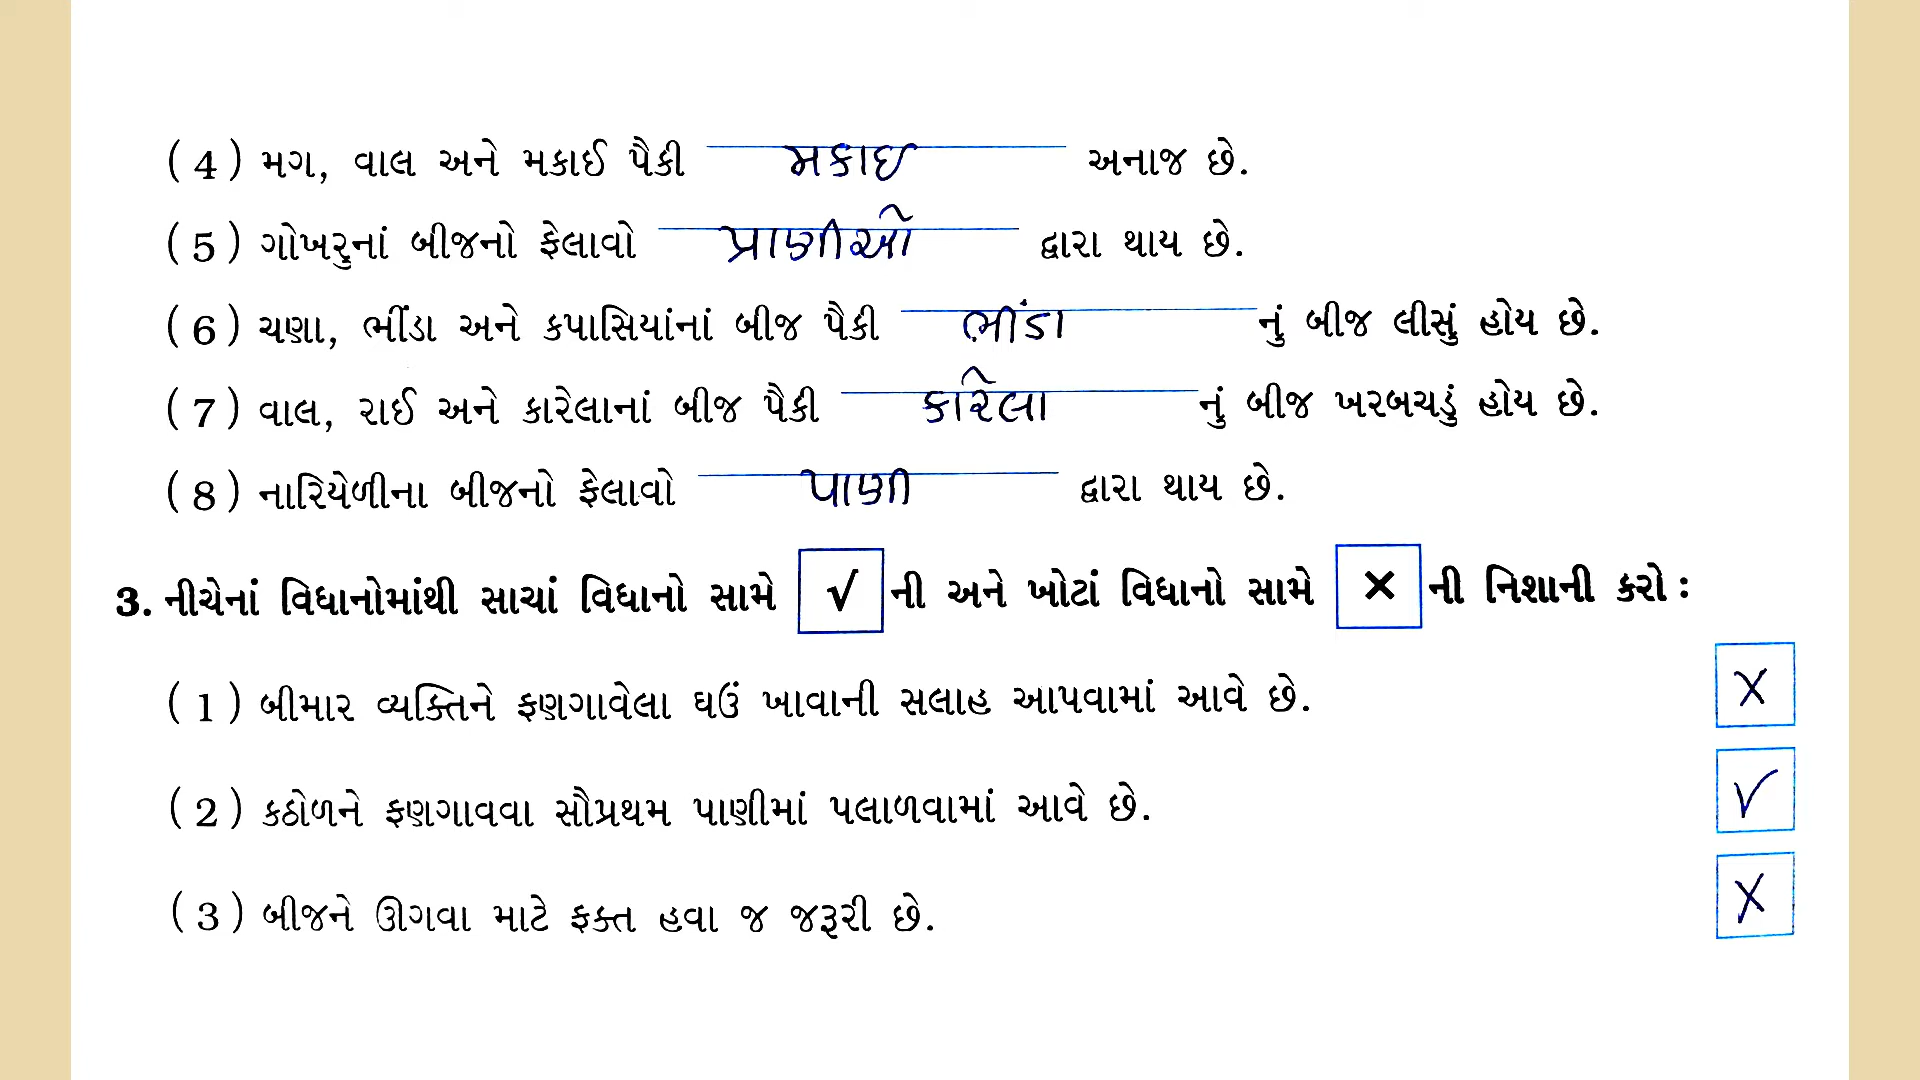 (4) મગ, વાલ અને મકાઈ પૈકી મકાઈ અનાજ છે.
(5) ગોખરુનાં બીજનો ફેલાવો પ્રાણીઓ દ્વારા થાય છે.
(6) ચણા, ભીંડા અને કપાસિયાંનાં બીજ પૈકી ભીંડા નું બીજ લીસું હોય છે.
(7) વાલ, રાઈ અને કારેલાનાં બીજ પૈકી કારેલા નું બીજ ખરબચડું હોય છે.
(8) નારિયેળીના બીજનો ફેલાવો પાણી દ્વારા થાય છે.
3. નીચેનાં વિધાનોમાંથી સાચાં વિધાનો સામે √ ની અને ખોટાં વિધાનો સામે × ની નિશાની કરો :
(1) બીમાર વ્યક્તિને ફણગાવેલા ઘઉં ખાવાની સલાહ આપવામાં આવે છે. ×
(2) કઠોળને ફણગાવવા સૌપ્રથમ પાણીમાં પલાળવામાં આવે છે. √
(3) બીજને ઊગવા માટે ફક્ત હવા જ જરૂરી છે. ×